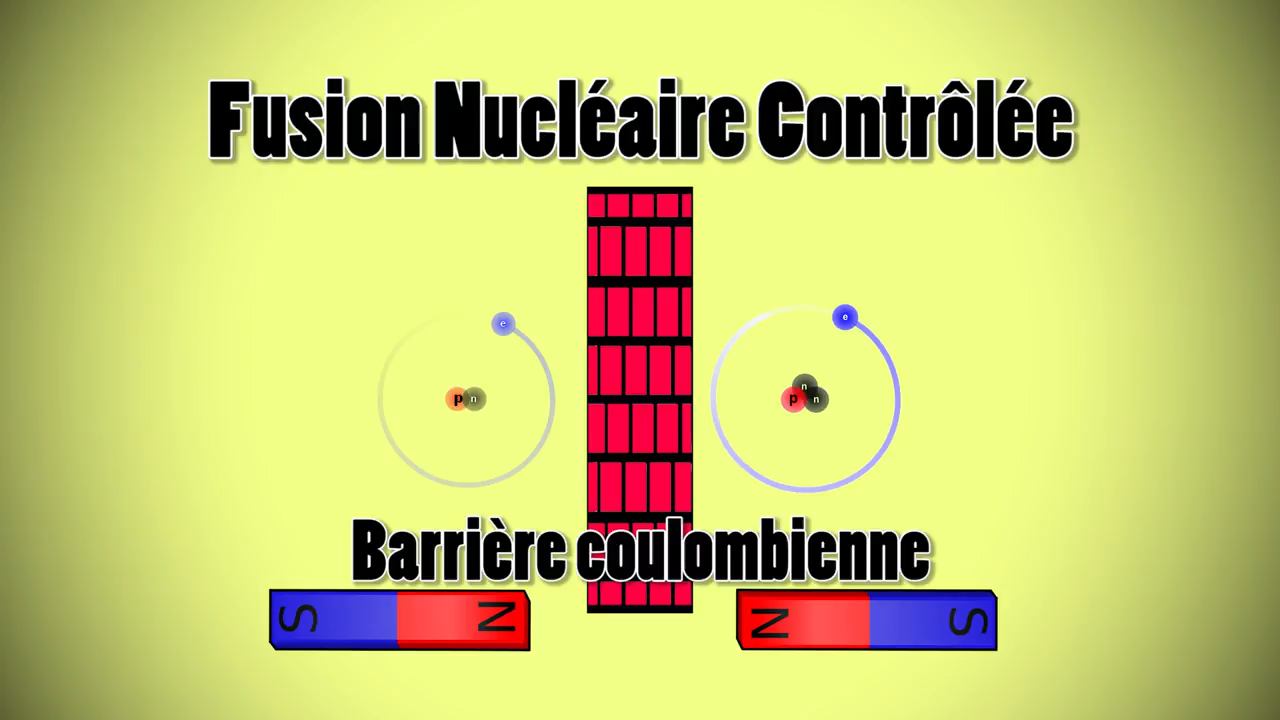 Fusion Nucléaire Contrôlée
e
e
p n
n
p n
Barrière coulombienne
S N
N S